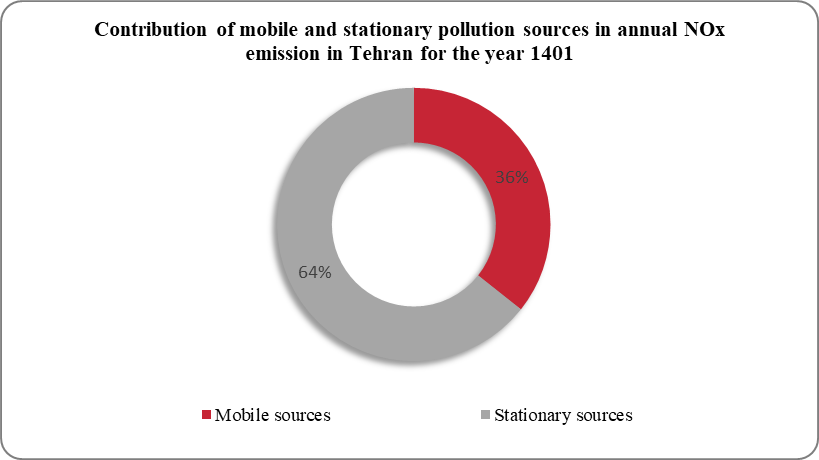 Contribution of mobile and stationary pollution sources in annual NOx
emission in Tehran for the year 1401
36%
64%
Mobile sources
Stationary sources